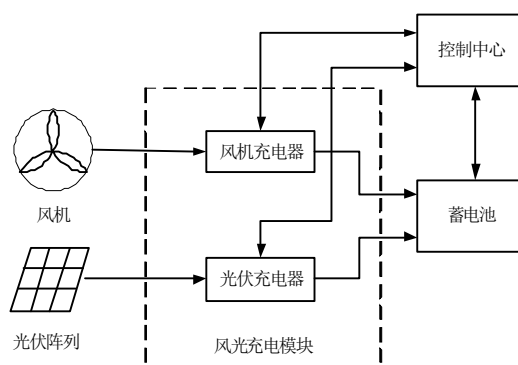 控制中心
风机充电器
风机
蓄电池
光伏充电器
光伏阵列
风光充电模块